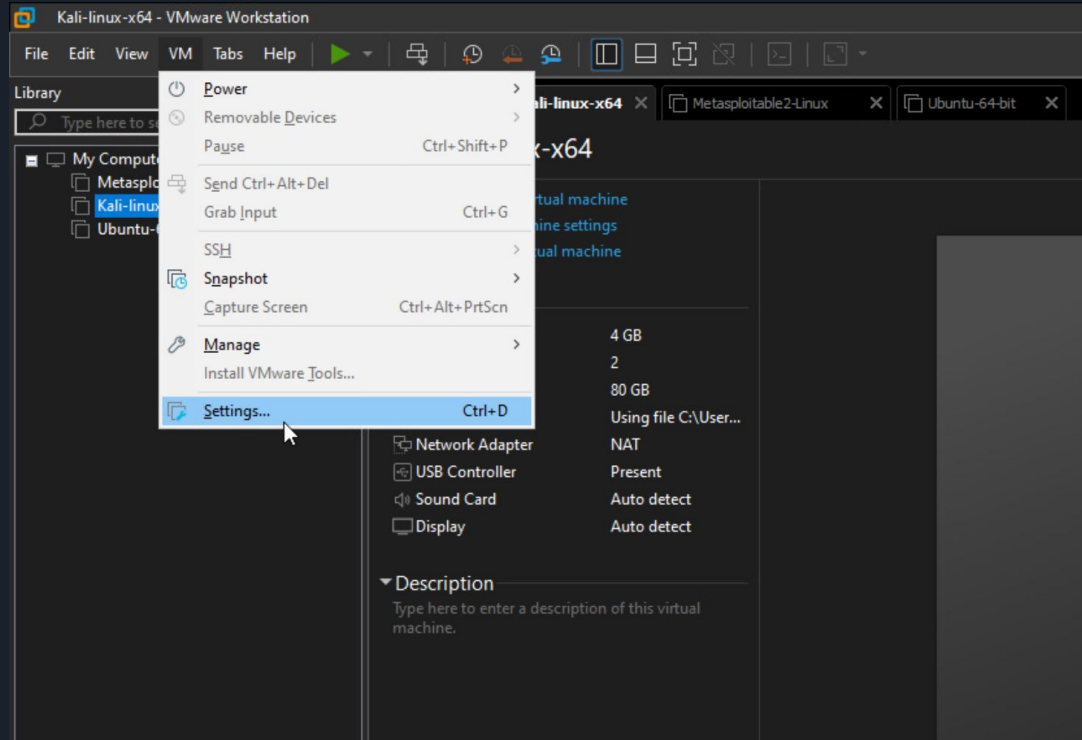 Kali-linux-x64 - VMware Workstation
File Edit View VM Tabs Help
Library
Type here to se
My Compute
Metasplo
Kali-linux
Ubuntu-6
Power
Removable Devices
Pause Ctrl+Shift+P
Send Ctrl+Alt+Del
Grab Input Ctrl+G
SSH
Snapshot
Capture Screen Ctrl+Alt+PrtScn
Manage
Install VMware Tools...
Settings... Ctrl+D
ali-linux-x64 Metasploitable2-Linux Ubuntu-64-bit
x-x64
rtual machine
hine settings
tual machine
4 GB
2
80 GB
Using file C:\User...
Network Adapter NAT
USB Controller Present
Sound Card Auto detect
Display Auto detect
Description
Type here to enter a description of this virtual
machine.